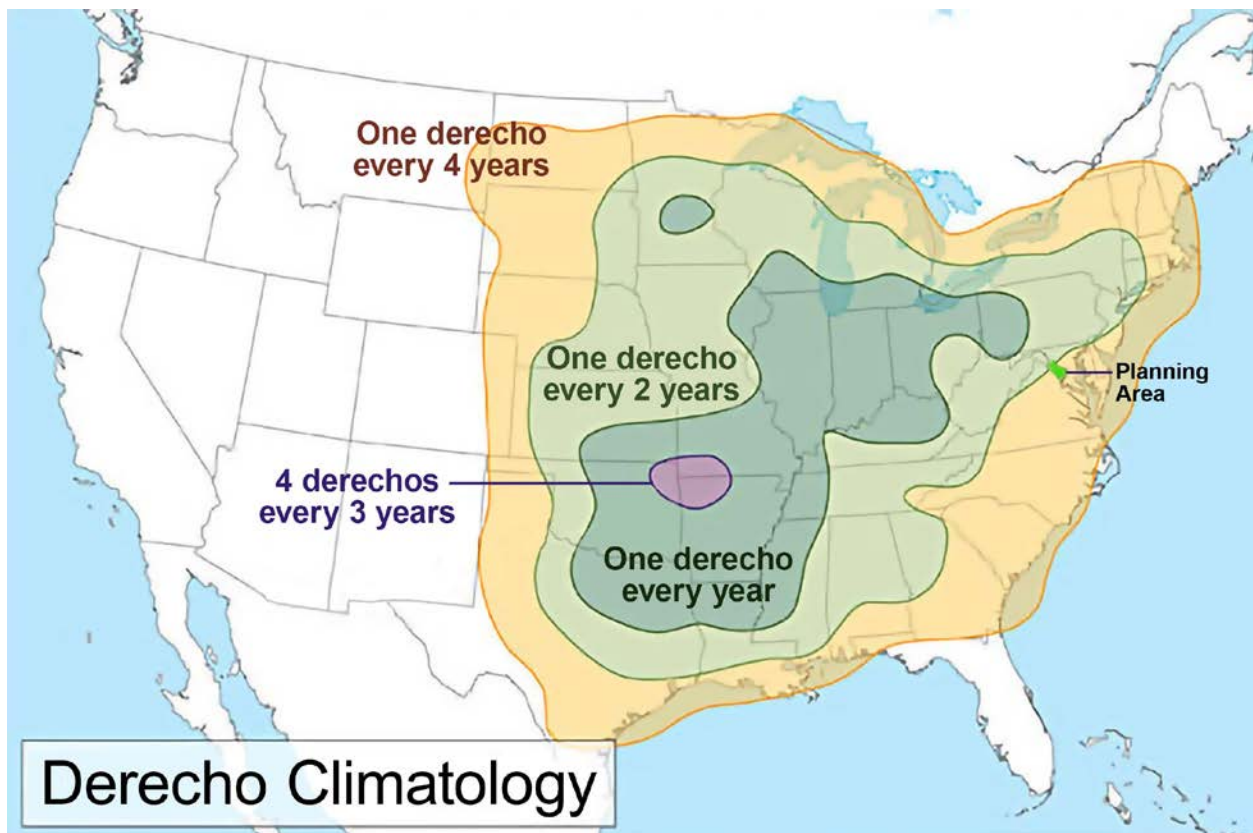 One derecho
every 4 years
One derecho
every 2 years
Planning
Area
4 derechos
every 3 years
One derecho
every year
Derecho Climatology